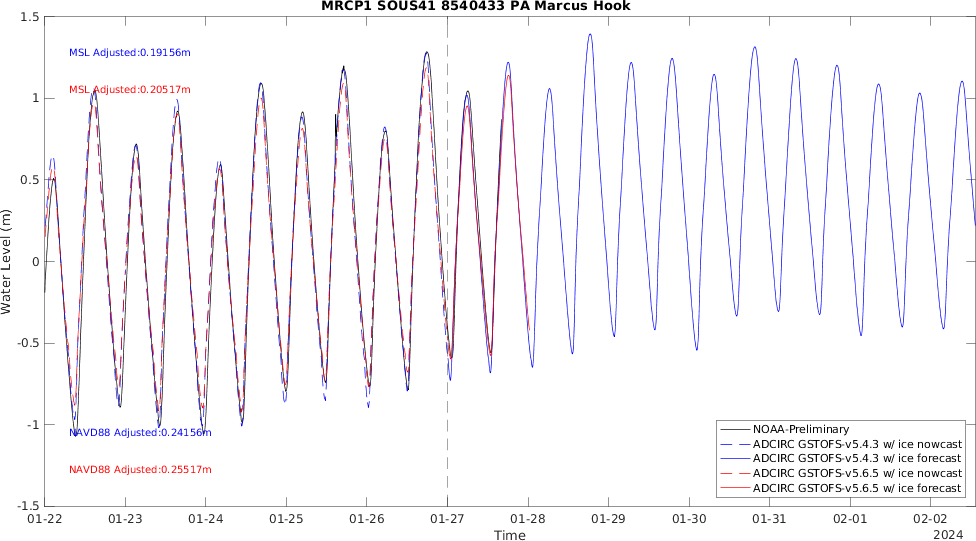 MRCP1 SOUS41 8540433 PA Marcus Hook
1.5
1
0.5
0
-0.5
-1
-1.5
Water Level (m)
MSL Adjusted:0.19156m
MSL Adjusted:0.20517m
NAVD88 Adjusted:0.24156m
NAVD88 Adjusted:0.25517m
NOAA-Preliminary
ADCIRC GSTOFS-v5.4.3 w/ ice nowcast
ADCIRC GSTOFS-v5.4.3 w/ ice forecast
ADCIRC GSTOFS-v5.6.5 w/ ice nowcast
ADCIRC GSTOFS-v5.6.5 w/ ice forecast
01-22 01-23 01-24 01-25 01-26 01-27 01-28 01-29 01-30 01-31 02-01 02-02
Time
2024